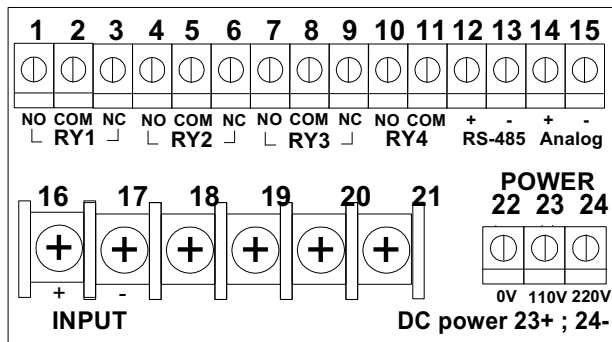 1 2 3 4 5 6 7 8 9 10 11 12 13 14 15
NO COM NC NO COM NC NO COM NC NO COM + - + -
RY1 RY2 RY3 RY4 RS-485 Analog
POWER
16 17 18 19 20 21 22 23 24
+ - 0V 110V 220V
INPUT DC power 23+ ; 24-